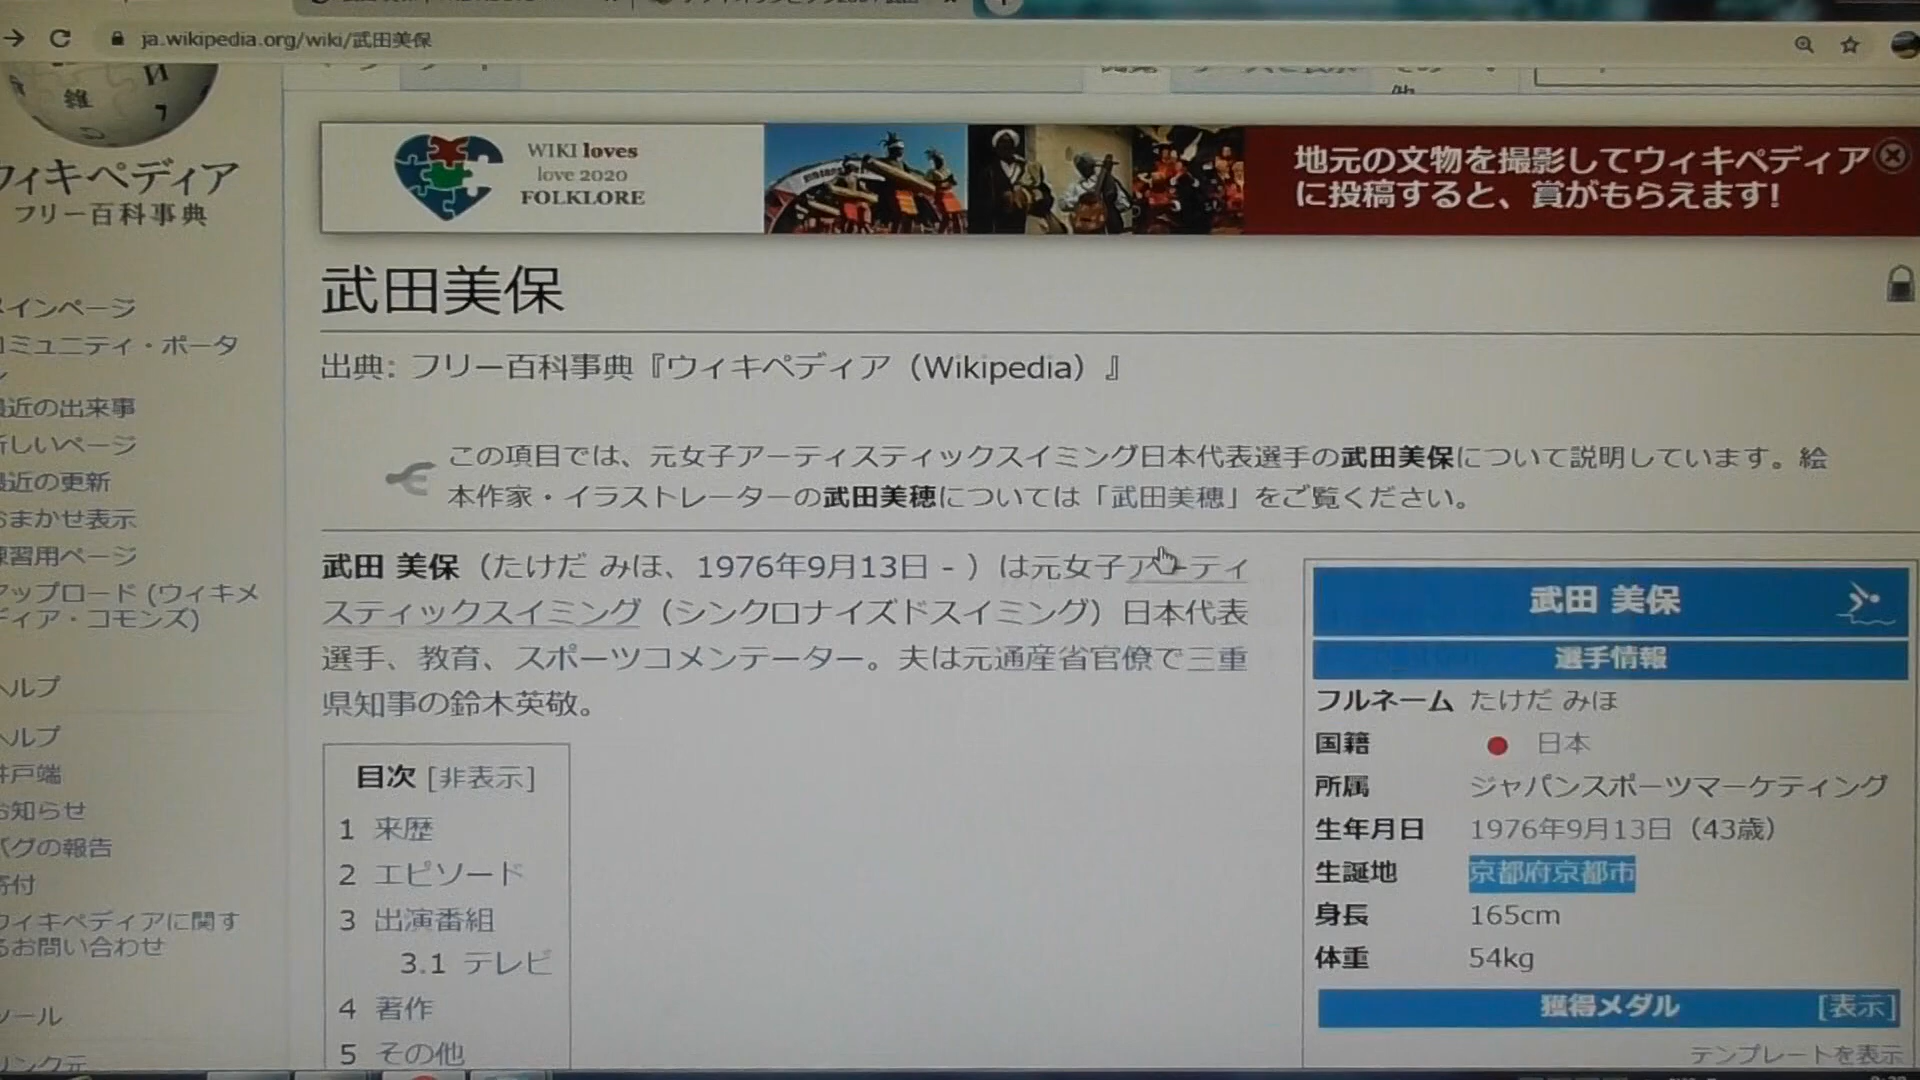 ja.wikipedia.org/wiki/武田美保
ウィキペディア
フリー百科事典
WIKI loves
love 2020
FOLKLORE
地元の文物を撮影してウィキペディア
に投稿すると、賞がもらえます!
武田美保
出典: フリー百科事典『ウィキペディア（Wikipedia）』
この項目では、元女子アーティスティックスイミング日本代表選手の武田美保について説明しています。絵
本作家・イラストレーターの武田美穂については「武田美穂」をご覧ください。
武田 美保（たけだ みほ、1976年9月13日 - ）は元女子アーティ
スティックスイミング（シンクロナイズドスイミング）日本代表
選手、教育、スポーツコメンテーター。夫は元通産省官僚で三重
県知事の鈴木英敬。
目次 [非表示]
1 来歴
2 エピソード
3 出演番組
3.1 テレビ
4 著作
5 その他
武田 美保
選手情報
フルネーム たけだ みほ
国籍 日本
所属 ジャパンスポーツマーケティング
生年月日 1976年9月13日（43歳）
生誕地 京都府京都市
身長 165cm
体重 54kg
獲得メダル [表示]
テンプレートを表示
メインページ
コミュニティ・ポータ
最近の出来事
新しいページ
最近の更新
おまかせ表示
練習用ページ
アップロード (ウィキメ
ディア・コモンズ)
ヘルプ
ヘルプ
井戸端
お知らせ
バグの報告
寄付
ウィキペディアに関す
るお問い合わせ
ツール
リンク元